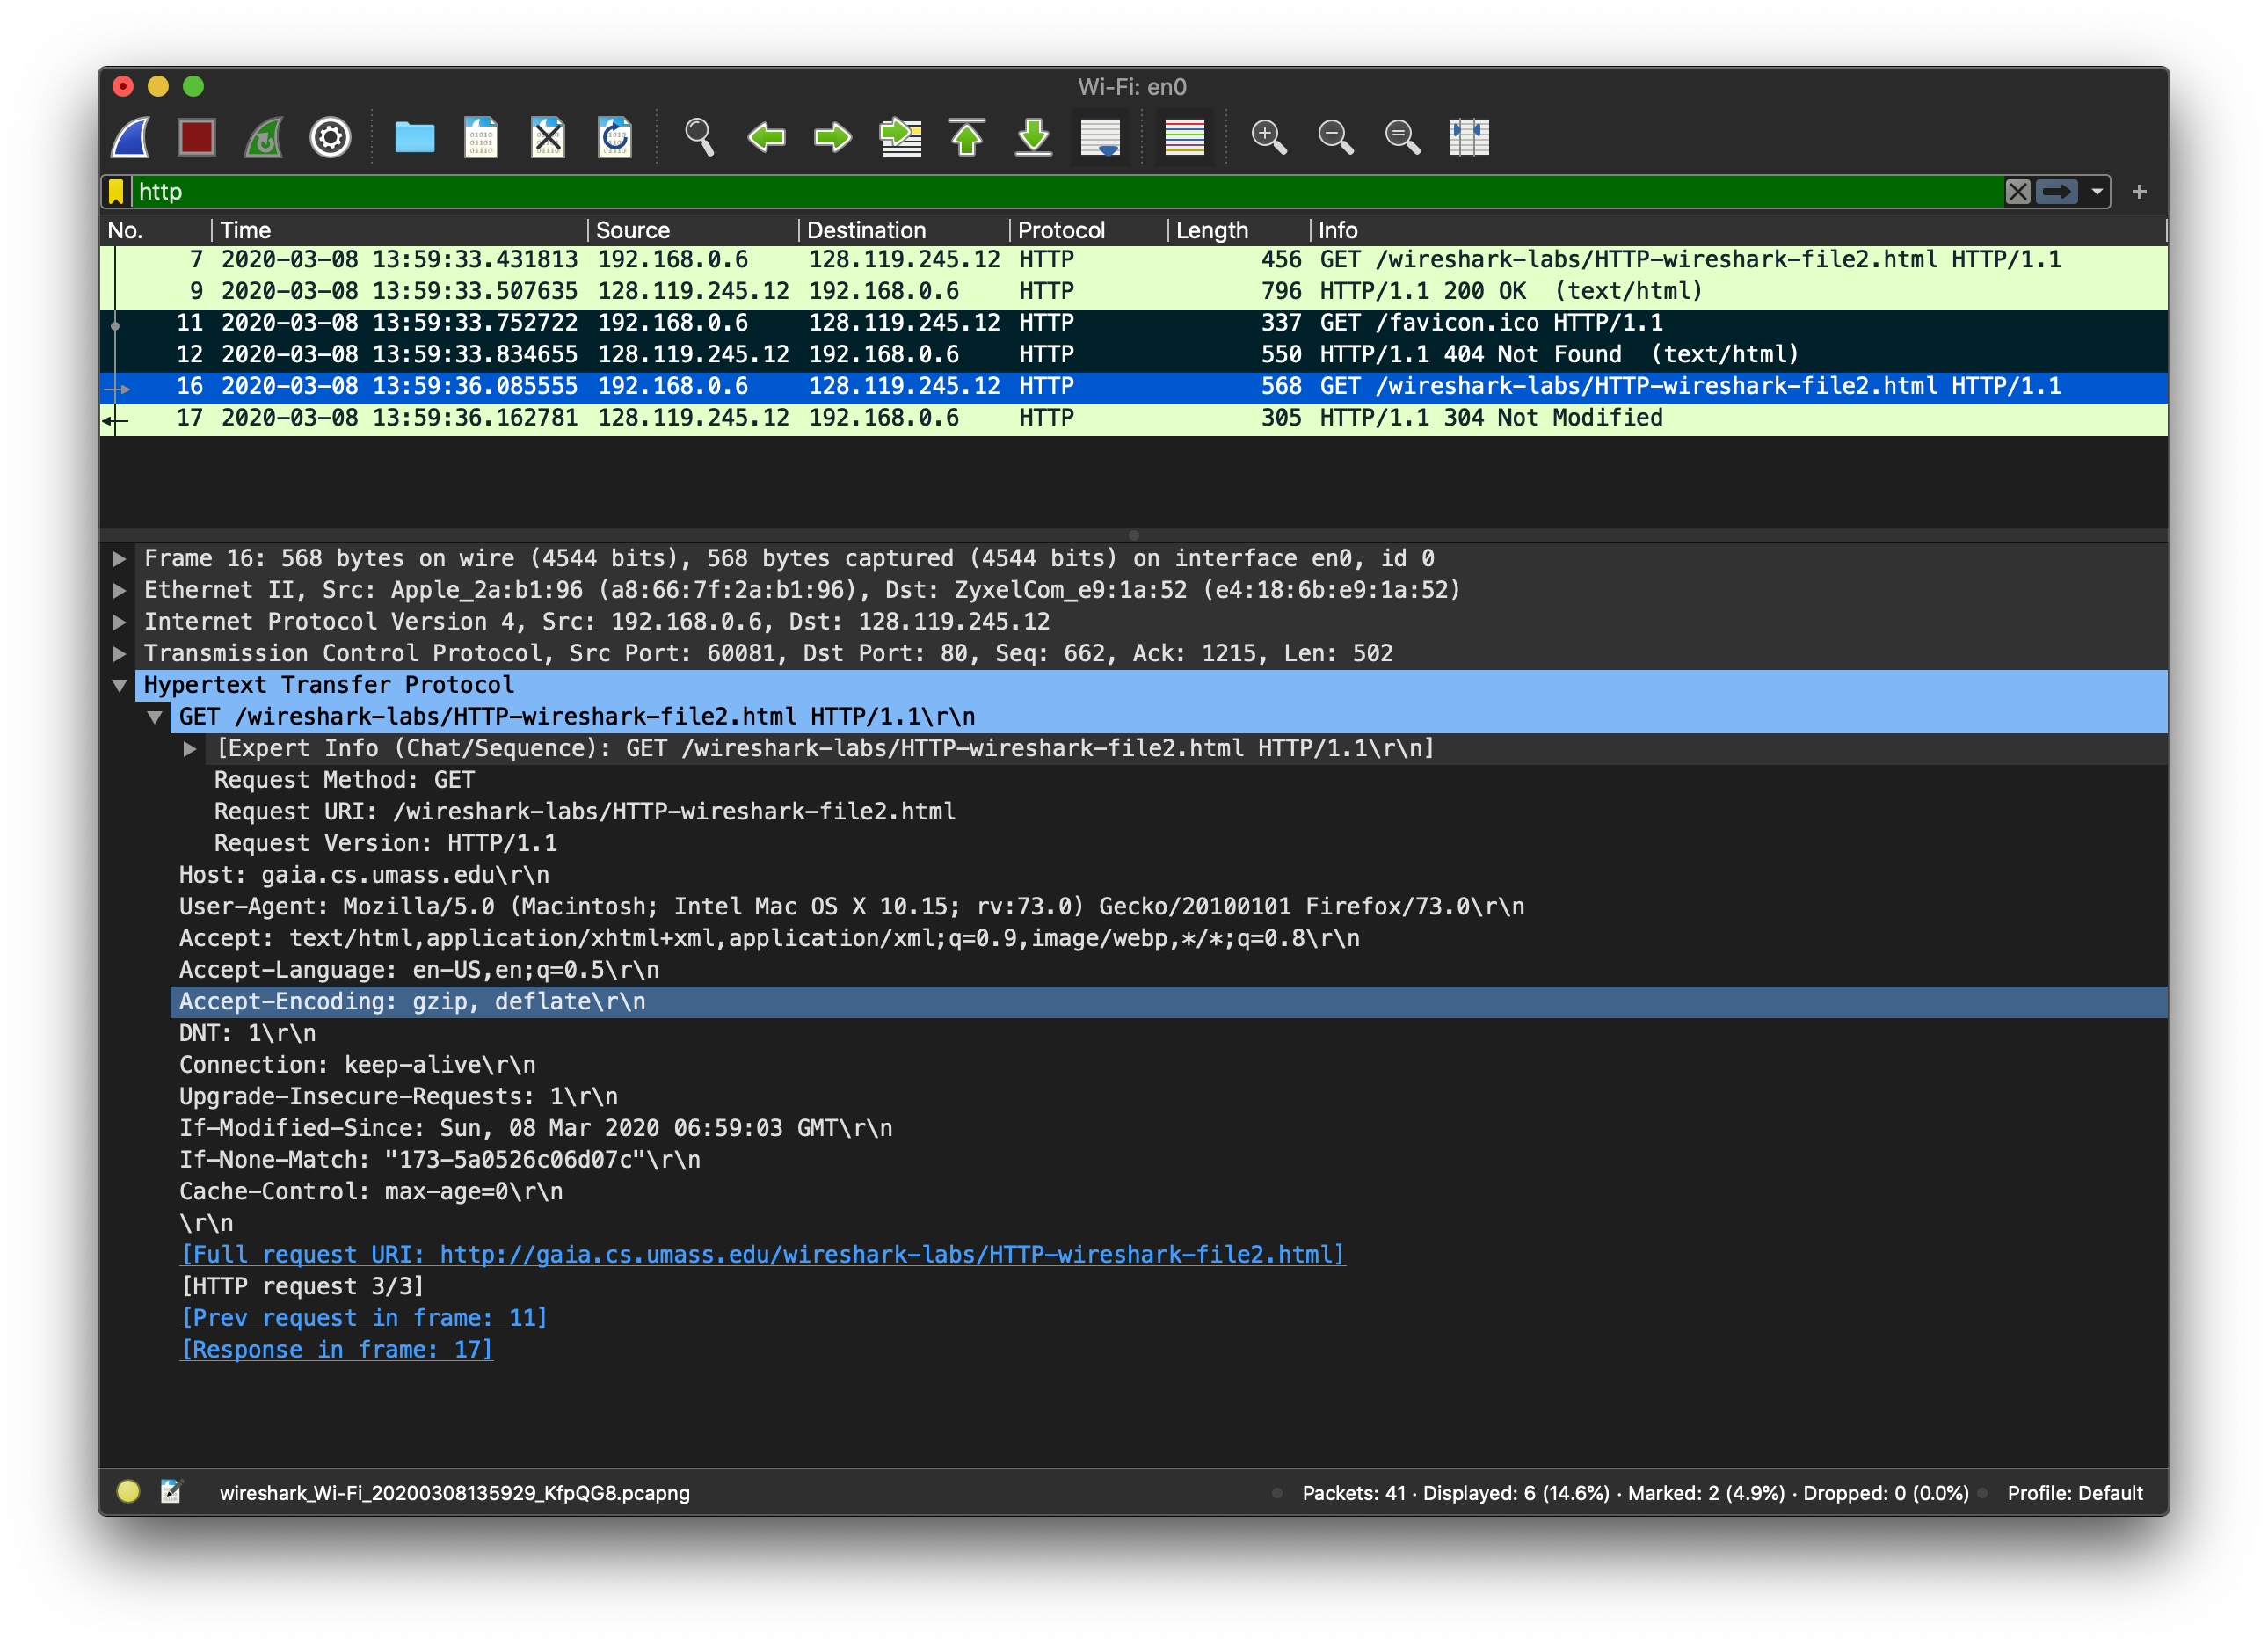 Wi-Fi: en0
http
No. Time Source Destination Protocol Length Info
7 2020-03-08 13:59:33.431813 192.168.0.6 128.119.245.12 HTTP 456 GET /wireshark-labs/HTTP-wireshark-file2.html HTTP/1.1
9 2020-03-08 13:59:33.507635 128.119.245.12 192.168.0.6 HTTP 796 HTTP/1.1 200 OK (text/html)
11 2020-03-08 13:59:33.752722 192.168.0.6 128.119.245.12 HTTP 337 GET /favicon.ico HTTP/1.1
12 2020-03-08 13:59:33.834655 128.119.245.12 192.168.0.6 HTTP 550 HTTP/1.1 404 Not Found (text/html)
16 2020-03-08 13:59:36.085555 192.168.0.6 128.119.245.12 HTTP 568 GET /wireshark-labs/HTTP-wireshark-file2.html HTTP/1.1
17 2020-03-08 13:59:36.162781 128.119.245.12 192.168.0.6 HTTP 305 HTTP/1.1 304 Not Modified
Frame 16: 568 bytes on wire (4544 bits), 568 bytes captured (4544 bits) on interface en0, id 0
Ethernet II, Src: Apple_2a:b1:96 (a8:66:7f:2a:b1:96), Dst: ZyxelCom_e9:1a:52 (e4:18:6b:e9:1a:52)
Internet Protocol Version 4, Src: 192.168.0.6, Dst: 128.119.245.12
Transmission Control Protocol, Src Port: 60081, Dst Port: 80, Seq: 662, Ack: 1215, Len: 502
Hypertext Transfer Protocol
GET /wireshark-labs/HTTP-wireshark-file2.html HTTP/1.1\r\n
[Expert Info (Chat/Sequence): GET /wireshark-labs/HTTP-wireshark-file2.html HTTP/1.1\r\n]
Request Method: GET
Request URI: /wireshark-labs/HTTP-wireshark-file2.html
Request Version: HTTP/1.1
Host: gaia.cs.umass.edu\r\n
User-Agent: Mozilla/5.0 (Macintosh; Intel Mac OS X 10.15; rv:73.0) Gecko/20100101 Firefox/73.0\r\n
Accept: text/html,application/xhtml+xml,application/xml;q=0.9,image/webp,*/*;q=0.8\r\n
Accept-Language: en-US,en;q=0.5\r\n
Accept-Encoding: gzip, deflate\r\n
DNT: 1\r\n
Connection: keep-alive\r\n
Upgrade-Insecure-Requests: 1\r\n
If-Modified-Since: Sun, 08 Mar 2020 06:59:03 GMT\r\n
If-None-Match: "173-5a0526c06d07c"\r\n
Cache-Control: max-age=0\r\n
\r\n
[Full request URI: http://gaia.cs.umass.edu/wireshark-labs/HTTP-wireshark-file2.html]
[HTTP request 3/3]
[Prev request in frame: 11]
[Response in frame: 17]
wireshark_Wi-Fi_20200308135929_KfpQG8.pcapng
Packets: 41 · Displayed: 6 (14.6%) · Marked: 2 (4.9%) · Dropped: 0 (0.0%)
Profile: Default